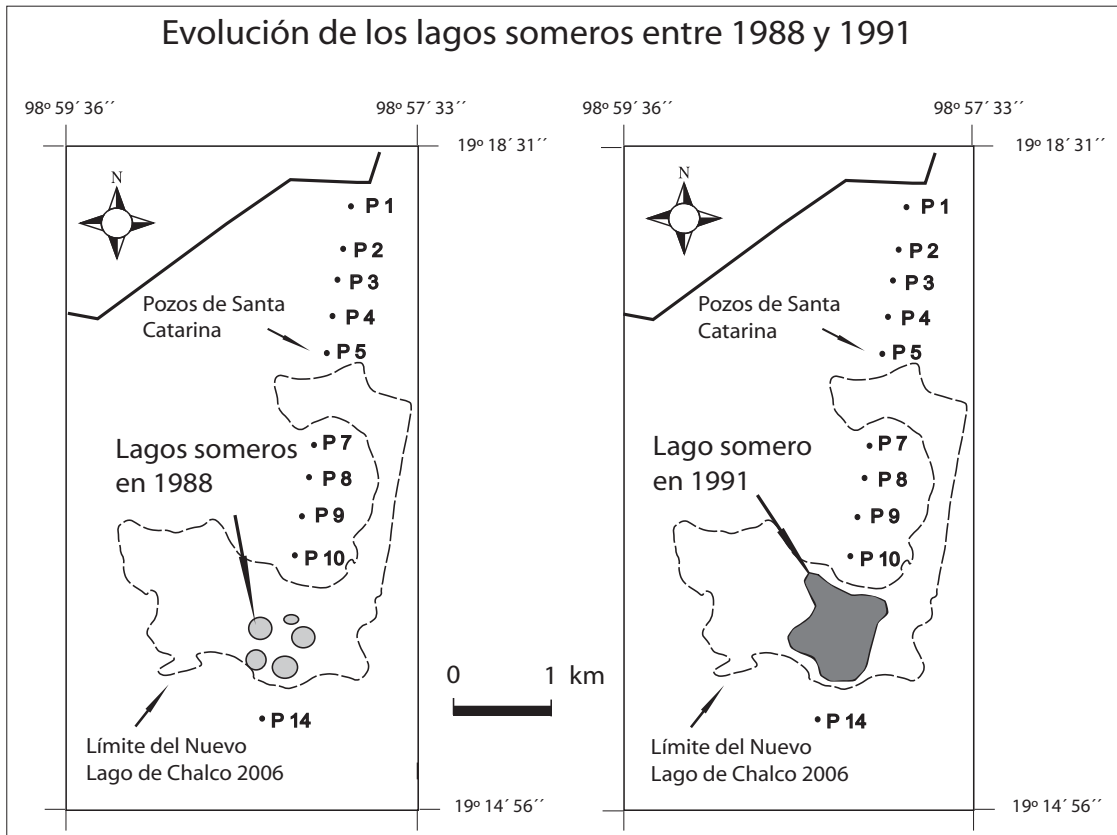 Evolución de los lagos someros entre 1988 y 1991
98º 59´ 36´´
98º 57´ 33´´
19º 18´ 31´´
N
P 1
P 2
P 3
Pozos de Santa
Catarina
P 4
P 5
P 7
Lagos someros
en 1988
P 8
P 9
P 10
P 14
Límite del Nuevo
Lago de Chalco 2006
19º 14´ 56´´
0 1 km
98º 59´ 36´´
98º 57´ 33´´
19º 18´ 31´´
N
P 1
P 2
P 3
Pozos de Santa
Catarina
P 4
P 5
P 7
Lago somero
en 1991
P 8
P 9
P 10
P 14
Límite del Nuevo
Lago de Chalco 2006
19º 14´ 56´´